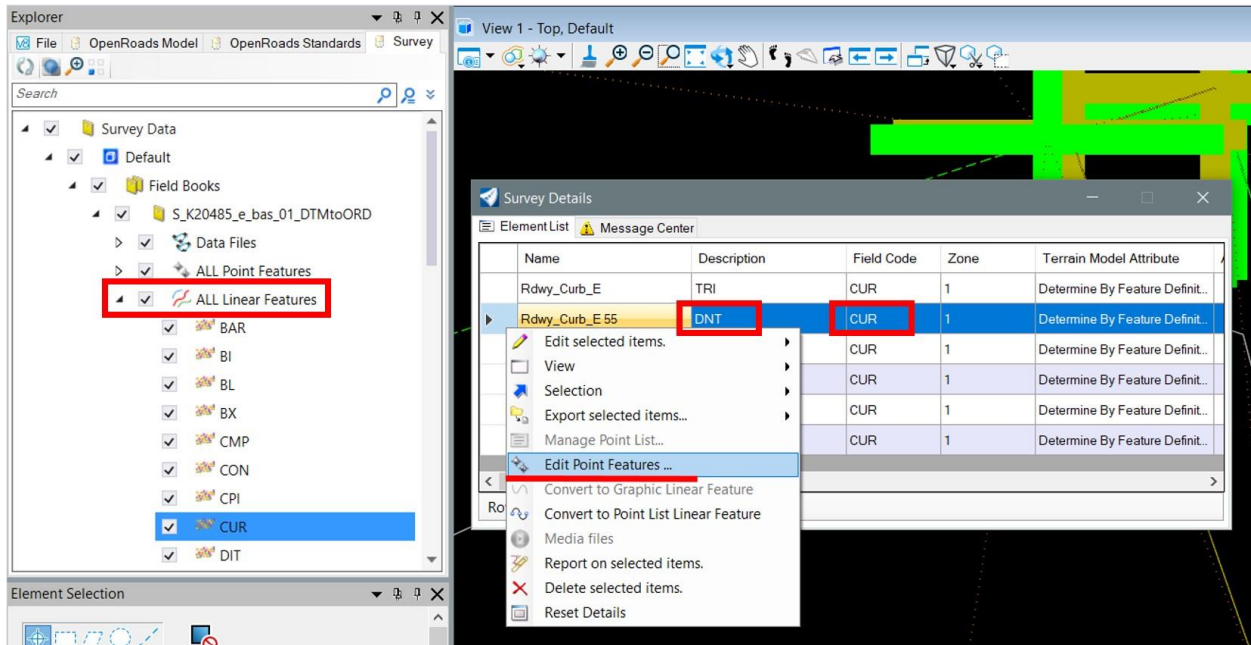 Explorer
File OpenRoads Model OpenRoads Standards Survey
Search
Survey Data
Default
Field Books
S_K20485_e_bas_01_DTMtoORD
Data Files
ALL Point Features
ALL Linear Features
BAR
BI
BL
BX
CMP
CON
CPI
CUR
DIT
Element Selection
View 1 - Top, Default
Survey Details
Element List Message Center
Name Description Field Code Zone Terrain Model Attribute
Rdwy_Curb_E TRI CUR 1 Determine By Feature Definit...
Rdwy_Curb_E 55 DNT CUR 1 Determine By Feature Definit...
CUR 1 Determine By Feature Definit...
CUR 1 Determine By Feature Definit...
CUR 1 Determine By Feature Definit...
CUR 1 Determine By Feature Definit...
Edit selected items.
View
Selection
Export selected items...
Manage Point List...
Edit Point Features ...
Convert to Graphic Linear Feature
Convert to Point List Linear Feature
Media files
Report on selected items.
Delete selected items.
Reset Details